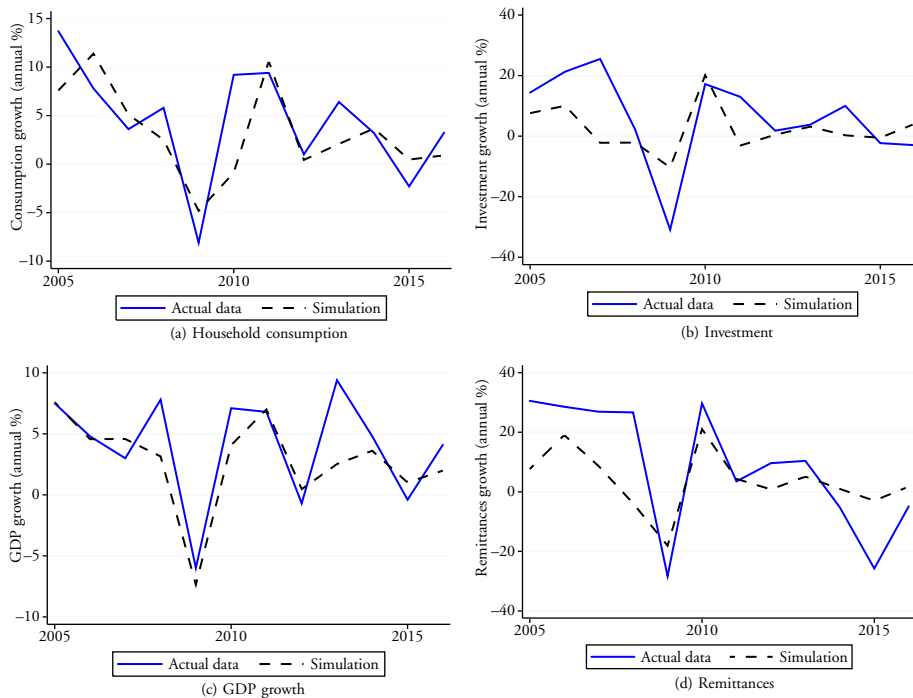 Consumption growth (annual %)
15
10
5
0
−5
−10
2005 2010 2015
Actual data Simulation
(a) Household consumption
Investment growth (annual %)
40
20
0
−20
−40
2005 2010 2015
Actual data Simulation
(b) Investment
GDP growth (annual %)
10
5
0
−5
−10
2005 2010 2015
Actual data Simulation
(c) GDP growth
Remittances growth (annual %)
40
20
0
−20
−40
2005 2010 2015
Actual data Simulation
(d) Remittances